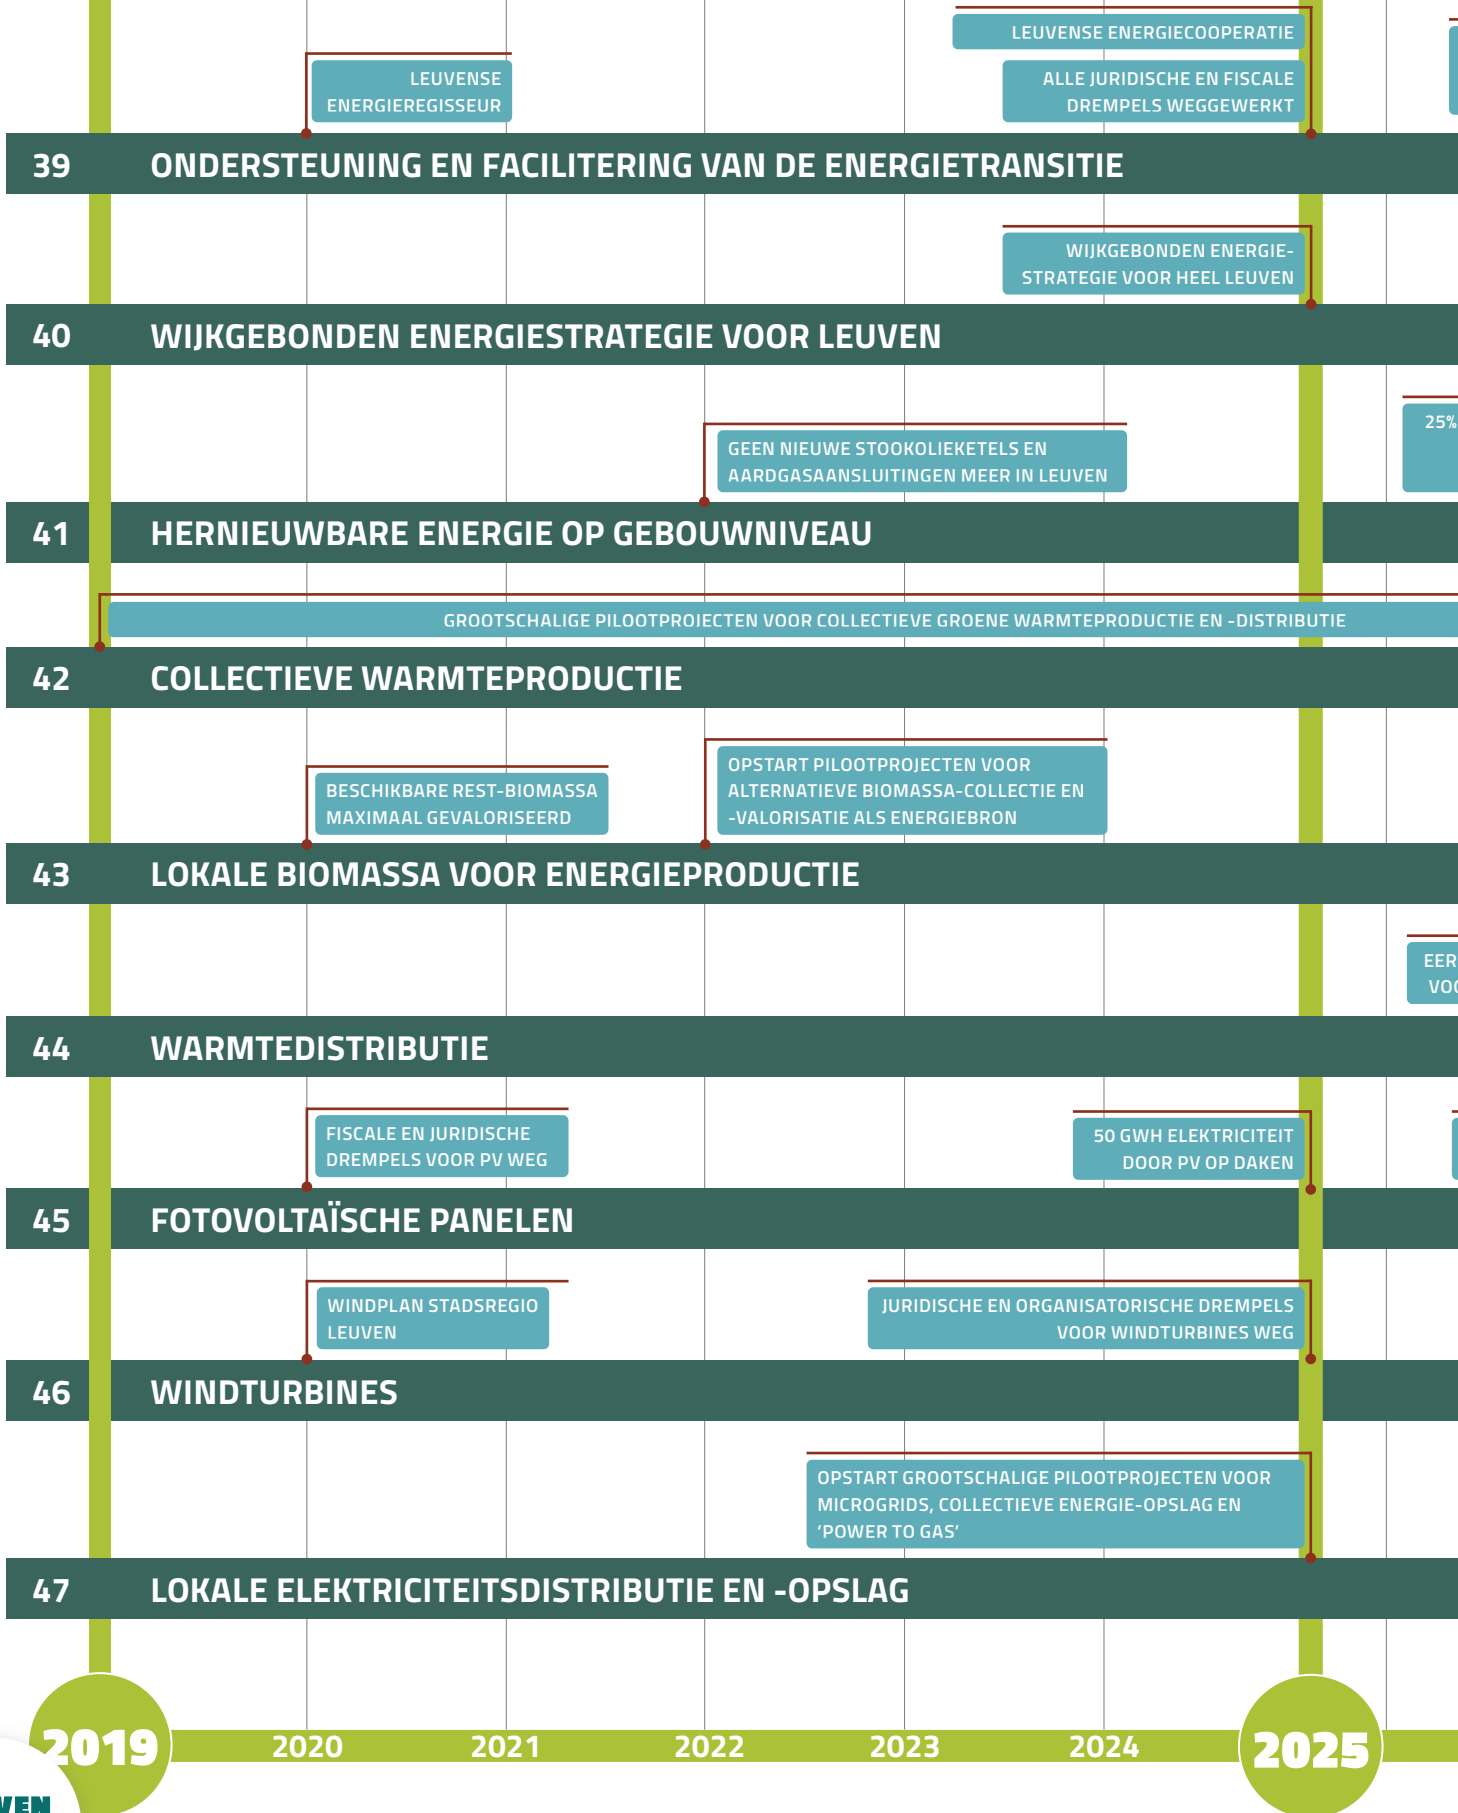 LEUVENSE ENERGIECOOPERATIE
LEUVENSE
ENERGIEREGISSEUR
ALLE JURIDISCHE EN FISCALE
DREMPELS WEGGEWERKT
39 ONDERSTEUNING EN FACILITERING VAN DE ENERGIETRANSITIE
WIJKGEBONDEN ENERGIE-
STRATEGIE VOOR HEEL LEUVEN
40 WIJKGEBONDEN ENERGIESTRATEGIE VOOR LEUVEN
25%
GEEN NIEUWE STOOKOLIEKETELS EN
AARDGASAANSLUITINGEN MEER IN LEUVEN
41 HERNIEUWBARE ENERGIE OP GEBOUWNIVEAU
GROOTSCHALIGE PILOOTPROIECTEN VOOR COLLECTIEVE GROENE WARMTEPRODUCTIE EN -DISTRIBUTIE
42 COLLECTIEVE WARMTEPRODUCTIE
BESCHIKBARE REST-BIOMASSA
MAXIMAAL GEVALORISEERD
OPSTART PILOOTPROJECTEN VOOR
ALTERNATIEVE BIOMASSA-COLLECTIE EN
-VALORISATIE ALS ENERGIEBRON
43 LOKALE BIOMASSA VOOR ENERGIEPRODUCTIE
EER
VOO
44 WARMTEDISTRIBUTIE
FISCALE EN JURIDISCHE
DREMPELS VOOR PV WEG
50 GWH ELEKTRICITEIT
DOOR PV OP DAKEN
45 FOTOVOLTAÏSCHE PANELEN
WINDPLAN STADSREGIO
LEUVEN
JURIDISCHE EN ORGANISATORISCHE DREMPELS
VOOR WINDTURBINES WEG
46 WINDTURBINES
OPSTART GROOTSCHALIGE PILOOTPROJECTEN VOOR
MICROGRIDS, COLLECTIEVE ENERGIE-OPSLAG EN
‘POWER TO GAS’
47 LOKALE ELEKTRICITEITSDISTRIBUTIE EN -OPSLAG
2019 2020 2021 2022 2023 2024 2025
VEN